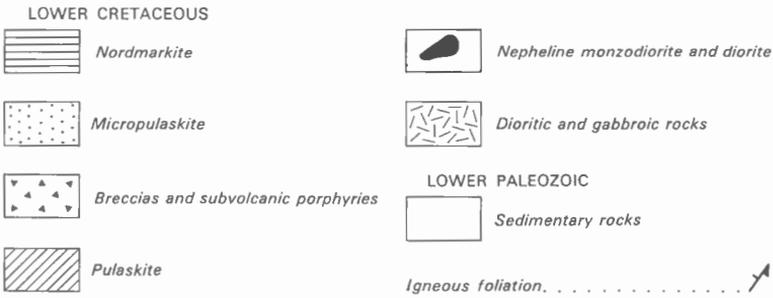 LOWER CRETACEOUS
Nordmarkite
Micropulaskite
Breccias and subvolcanic porphyries
Pulaskite
Nepheline monzodiorite and diorite
Dioritic and gabbroic rocks
LOWER PALEOZOIC
Sedimentary rocks
Igneous foliation. . . . . . . . . . . . . .